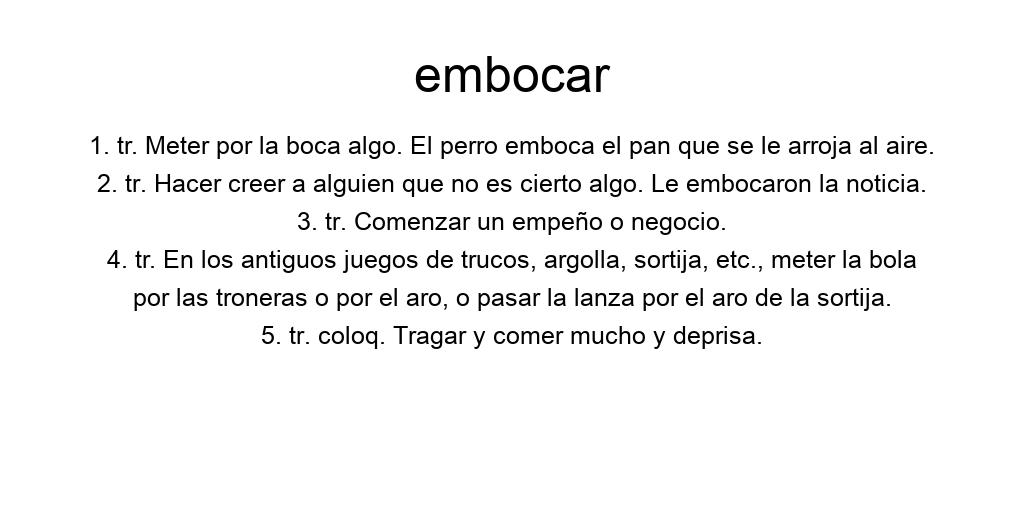 embocar
1. tr. Meter por la boca algo. El perro emboca el pan que se le arroja al aire.
2. tr. Hacer creer a alguien que no es cierto algo. Le embocaron la noticia.
3. tr. Comenzar un empeño o negocio.
4. tr. En los antiguos juegos de trucos, argolla, sortija, etc., meter la bola
por las troneras o por el aro, o pasar la lanza por el aro de la sortija.
5. tr. coloq. Tragar y comer mucho y deprisa.